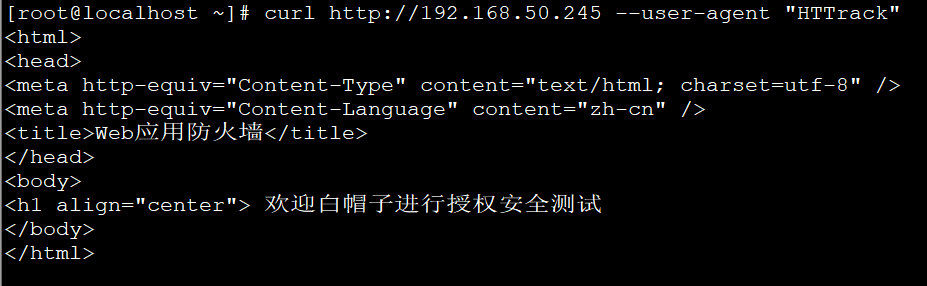 [root@localhost ~]# curl http://192.168.50.245 --user-agent "HTTrack"
<html>
<head>
<meta http-equiv="Content-Type" content="text/html; charset=utf-8" />
<meta http-equiv="Content-Language" content="zh-cn" />
<title>Web应用防火墙</title>
</head>
<body>
<h1 align="center"> 欢迎白帽子进行授权安全测试
</body>
</html>